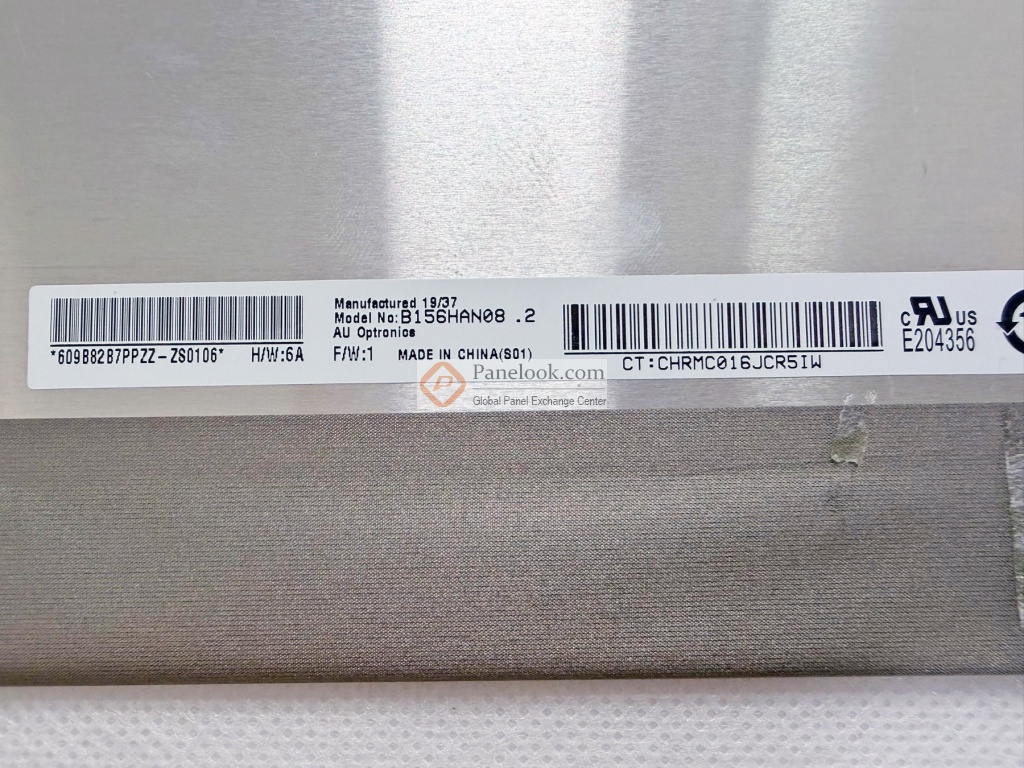 *609B82B7PPZZ-ZS0106* H/W:6A
Manufactured 19/37
Model No:B156HAN08 .2
AU Optronics
F/W:1 MADE IN CHINA(S01)
CT:CHRMC016JCR5IW
c RU US
E204356
Panelook.com
Global Panel Exchange Center